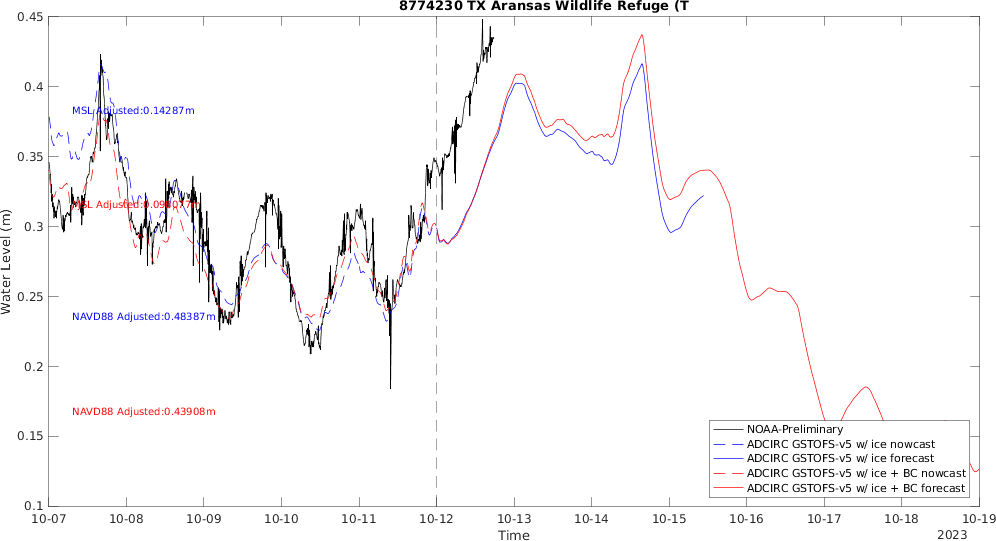 8774230 TX Aransas Wildlife Refuge (T
0.45
0.4
0.35
0.3
0.25
0.2
0.15
0.1
Water Level (m)
MSL Adjusted:0.14287m
NAVD88 Adjusted:0.48387m
NAVD88 Adjusted:0.43908m
MSL Adjusted:
NOAA-Preliminary
ADCIRC GSTOFS-v5 w/ ice nowcast
ADCIRC GSTOFS-v5 w/ ice forecast
ADCIRC GSTOFS-v5 w/ ice + BC nowcast
ADCIRC GSTOFS-v5 w/ ice + BC forecast
10-07 10-08 10-09 10-10 10-11 10-12 10-13 10-14 10-15 10-16 10-17 10-18 10-19
Time
2023